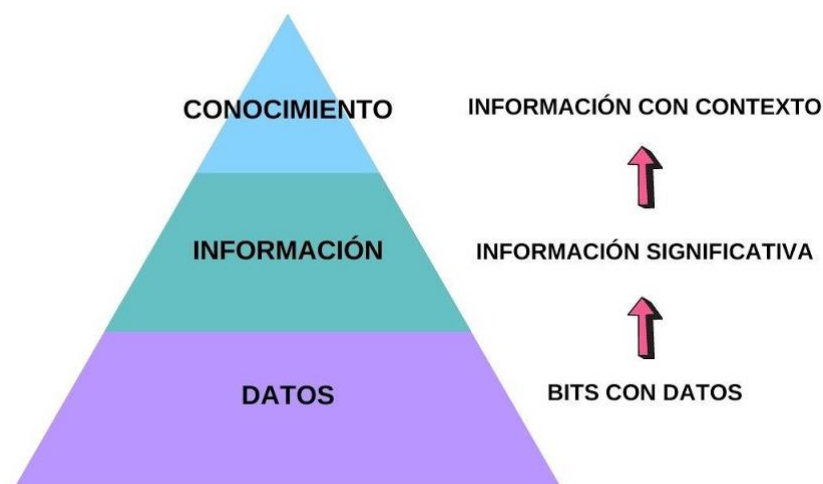 CONOCIMIENTO
INFORMACIÓN CON CONTEXTO
INFORMACIÓN
INFORMACIÓN SIGNIFICATIVA
DATOS
BITS CON DATOS